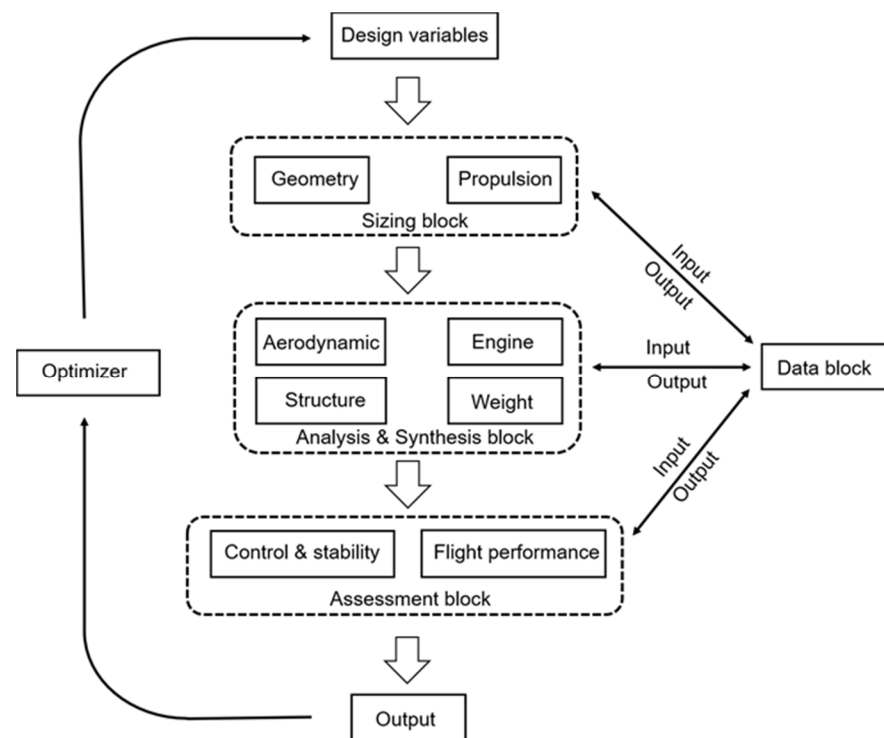 Design variables
Geometry
Propulsion
Sizing block
Input
Output
Aerodynamic
Engine
Structure
Weight
Analysis & Synthesis block
Input
Output
Data block
Optimizer
Input
Output
Control & stability
Flight performance
Assessment block
Output